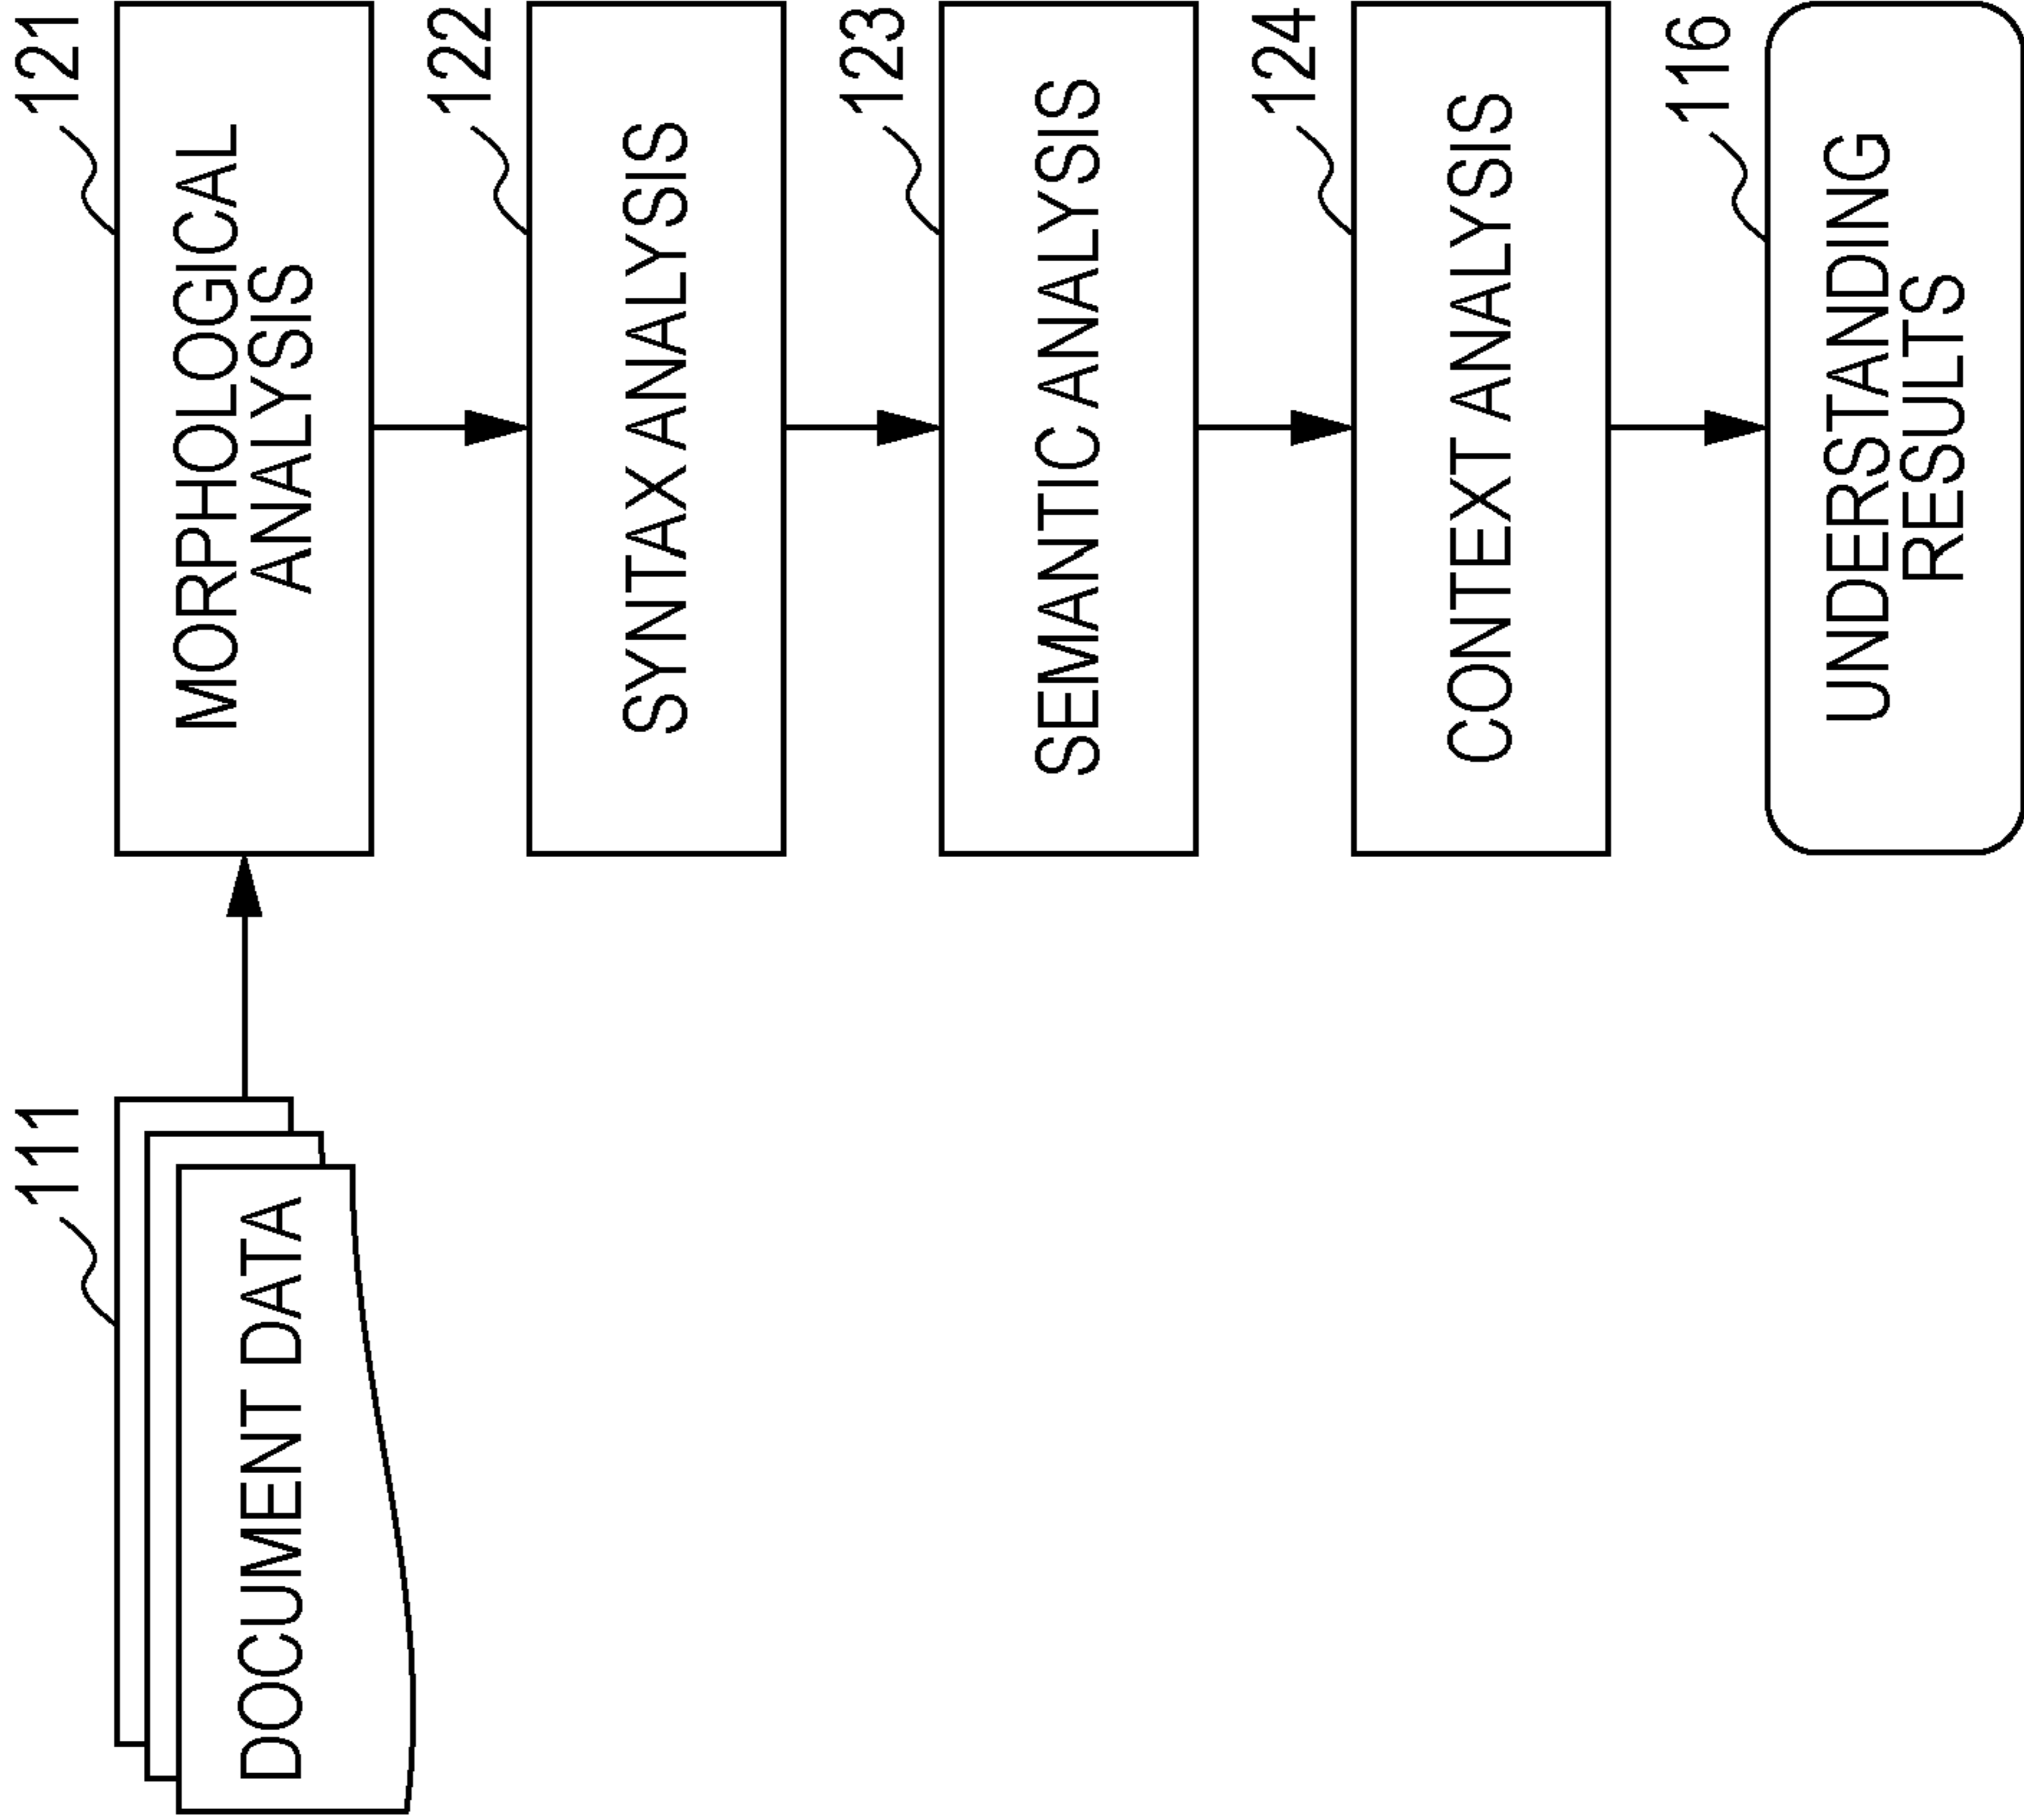 111
DOCUMENT DATA
121
MORPHOLOGICAL
ANALYSIS
122
SYNTAX ANALYSIS
123
SEMANTIC ANALYSIS
124
CONTEXT ANALYSIS
116
UNDERSTANDING
RESULTS